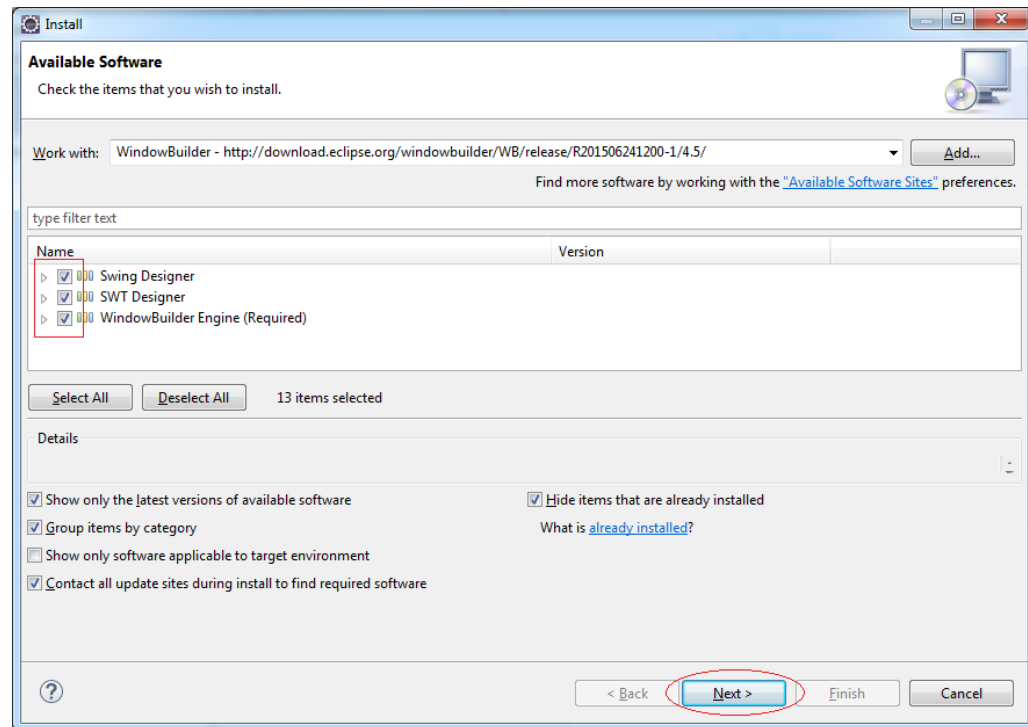 Install
Available Software
Check the items that you wish to install.
Work with: WindowBuilder - http://download.eclipse.org/windowbuilder/WB/release/R201506241200-1/4.5/ Add...
Find more software by working with the "Available Software Sites" preferences.
type filter text
Name Version
Swing Designer
SWT Designer
WindowBuilder Engine (Required)
Select All Deselect All 13 items selected
Details
Show only the latest versions of available software Hide items that are already installed
Group items by category What is already installed?
Show only software applicable to target environment
Contact all update sites during install to find required software
? < Back Next > Finish Cancel